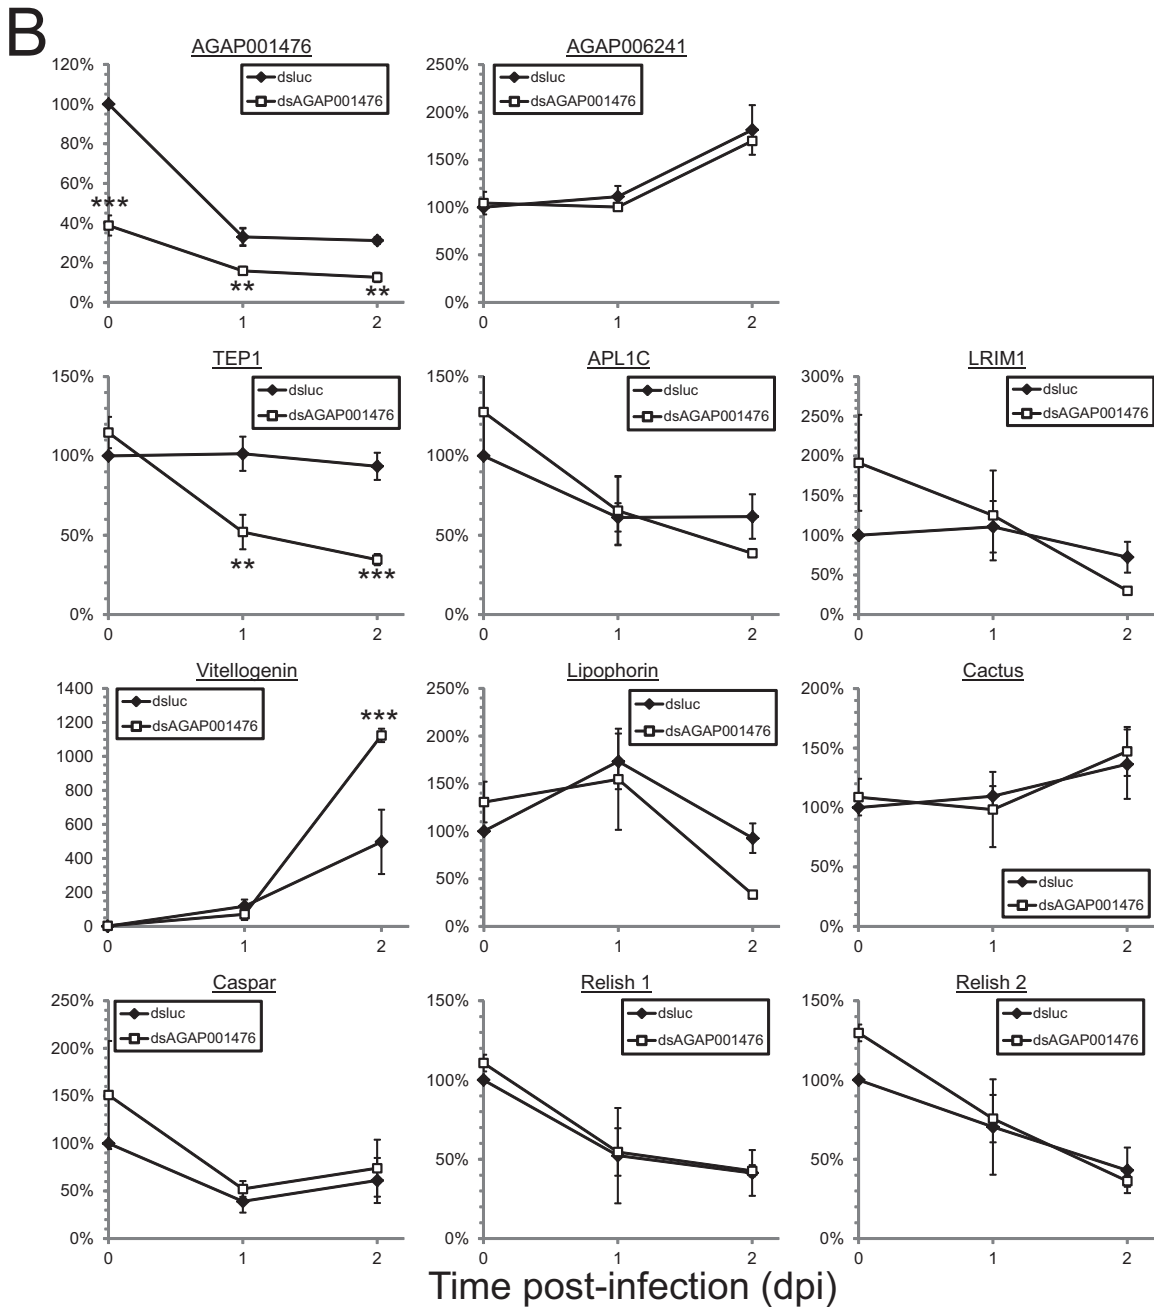 B
AGAP001476
120%
100%
80%
60%
40%
20%
0%
dsluc
dsAGAP001476
***
**
**
0 1 2
AGAP006241
250%
200%
150%
100%
50%
0%
dsluc
dsAGAP001476
0 1 2
TEP1
150%
100%
50%
0%
dsluc
dsAGAP001476
**
***
0 1 2
APL1C
150%
100%
50%
0%
dsluc
dsAGAP001476
0 1 2
LRIM1
300%
250%
200%
150%
100%
50%
0%
dsluc
dsAGAP001476
0 1 2
Vitellogenin
1400
1200
1000
800
600
400
200
0
dsluc
dsAGAP001476
***
0 1 2
Lipophorin
250%
200%
150%
100%
50%
0%
dsluc
dsAGAP001476
0 1 2
Cactus
200%
150%
100%
50%
0%
dsluc
dsAGAP001476
0 1 2
Caspar
250%
200%
150%
100%
50%
0%
dsluc
dsAGAP001476
0 1 2
Relish 1
150%
100%
50%
0%
dsluc
dsAGAP001476
0 1 2
Relish 2
150%
100%
50%
0%
dsluc
dsAGAP001476
0 1 2
Time post-infection (dpi)